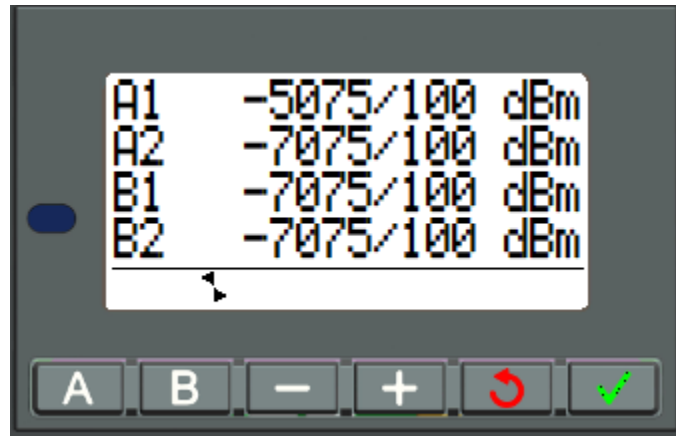 A1 -5075/100 dBm
A2 -7075/100 dBm
B1 -7075/100 dBm
B2 -7075/100 dBm
A B - +